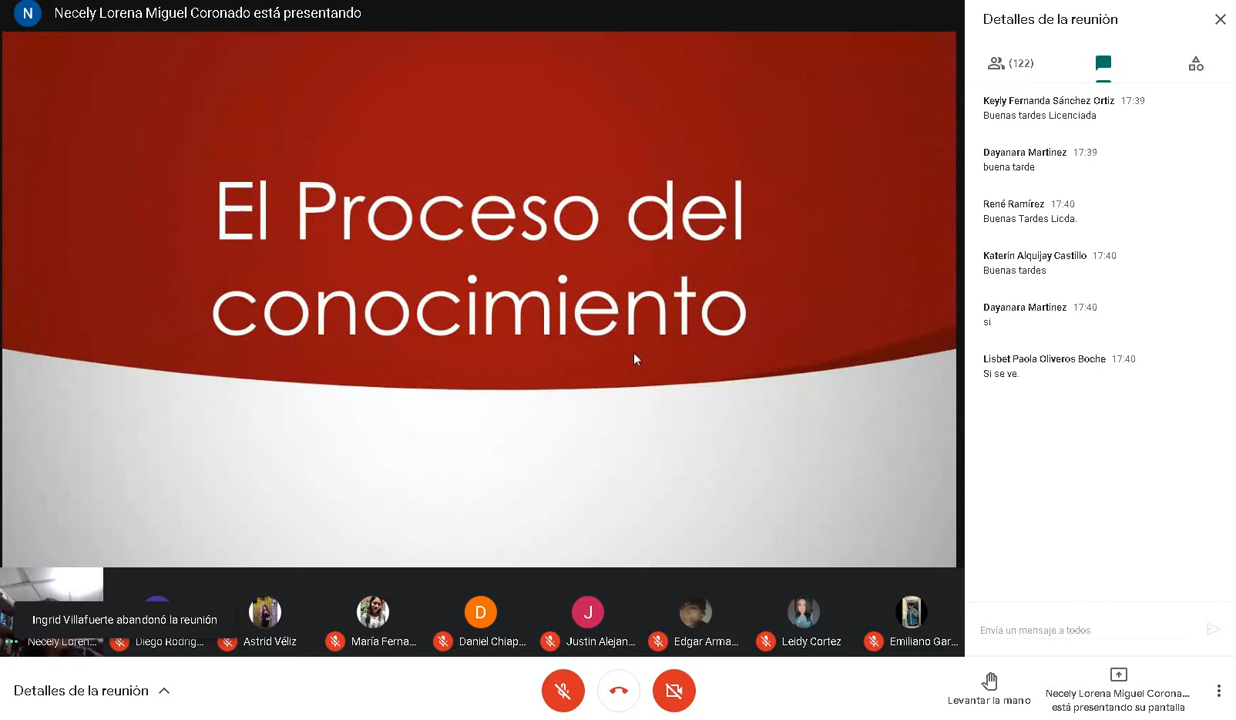 N
Necely Lorena Miguel Coronado está presentando
El Proceso del
conocimiento
Ingrid Villafuerte abandonó la reunión
Necely Loren...
Diego Rodrig...
Astrid Véliz
María Ferna...
D
Daniel Chiap...
J
Justin Alejan...
Edgar Arma...
Leidy Cortez
Emiliano Gar...
Detalles de la reunión
Detalles de la reunión
(122)
Keyly Fernanda Sánchez Ortiz 17:39
Buenas tardes Licenciada
Dayanara Martinez 17:39
buena tarde
René Ramírez 17:40
Buenas Tardes Licda.
Katerin Alquijay Castillo 17:40
Buenas tardes
Dayanara Martinez 17:40
si
Lisbet Paola Oliveros Boche 17:40
Si se ve.
Envía un mensaje a todos
Levantar la mano
Necely Lorena Miguel Corona...
está presentando su pantalla